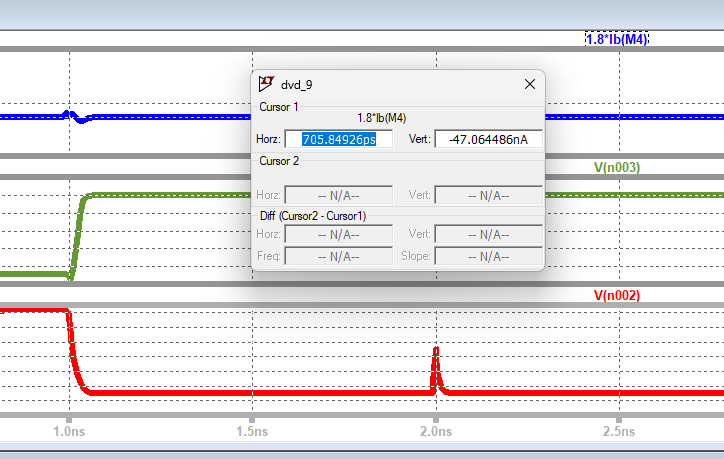 1.8*Ib(M4)
dvd_9
Cursor 1
1.8*Ib(M4)
Horz: 705.84926ps Vert: -47.064486nA
Cursor 2
V(n003)
Horz: -- N/A-- Vert: -- N/A--
Diff (Cursor2 - Cursor1)
Horz: -- N/A-- Vert: -- N/A--
Freq: -- N/A-- Slope: -- N/A--
V(n002)
1.0ns 1.5ns 2.0ns 2.5ns